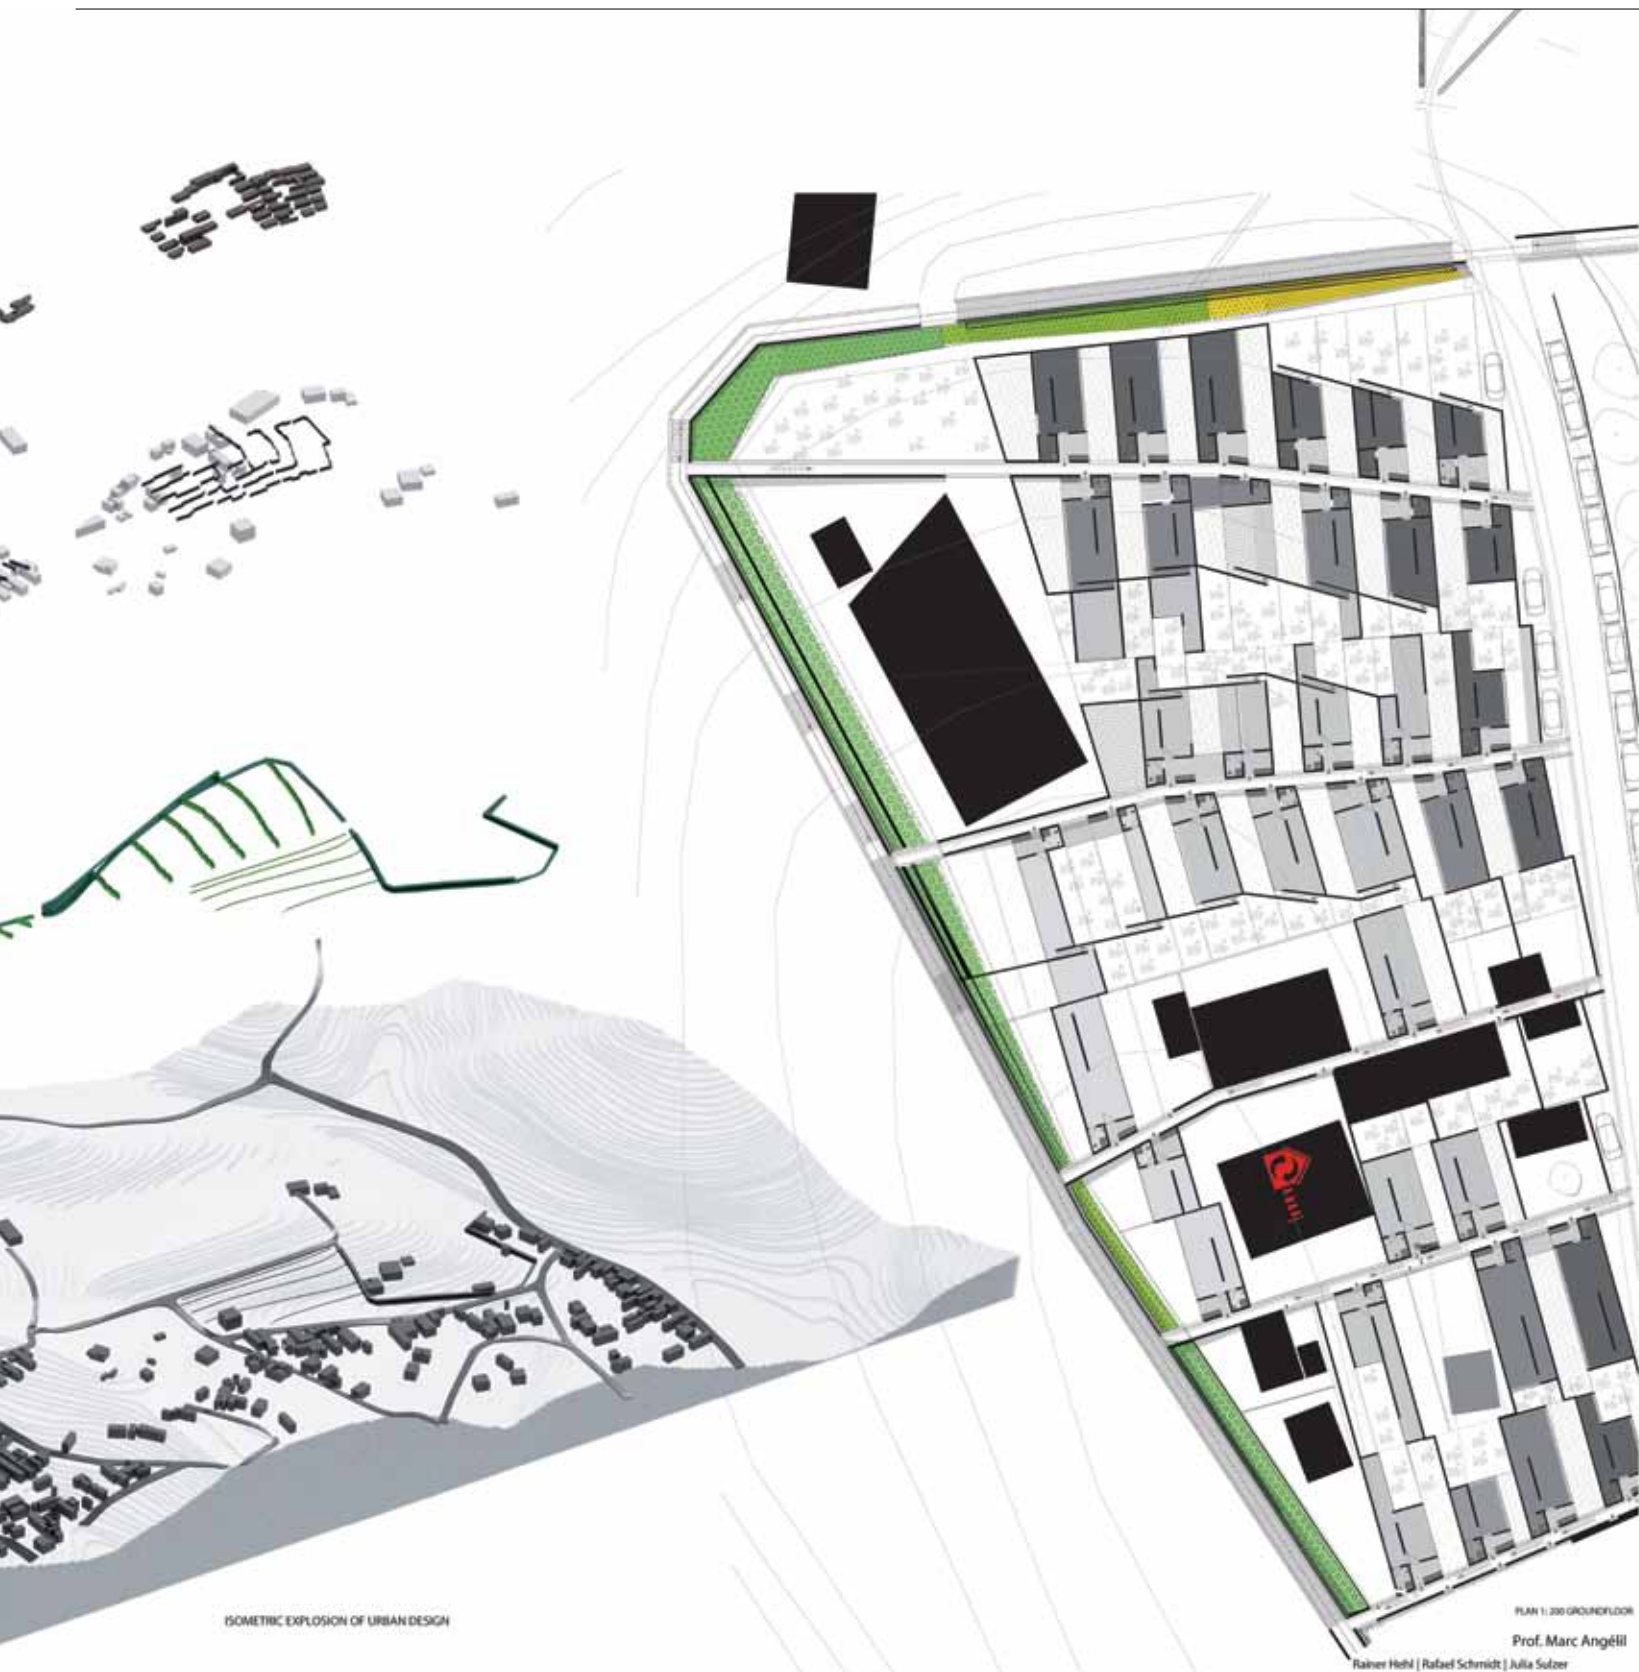 ISOMETRIC EXPLOSION OF URBAN DESIGN
PLAN 1: 200 GROUNDFLOOR
Prof. Marc Angélil
Rainer Hehl | Rafael Schmidt | Julia Sulzer